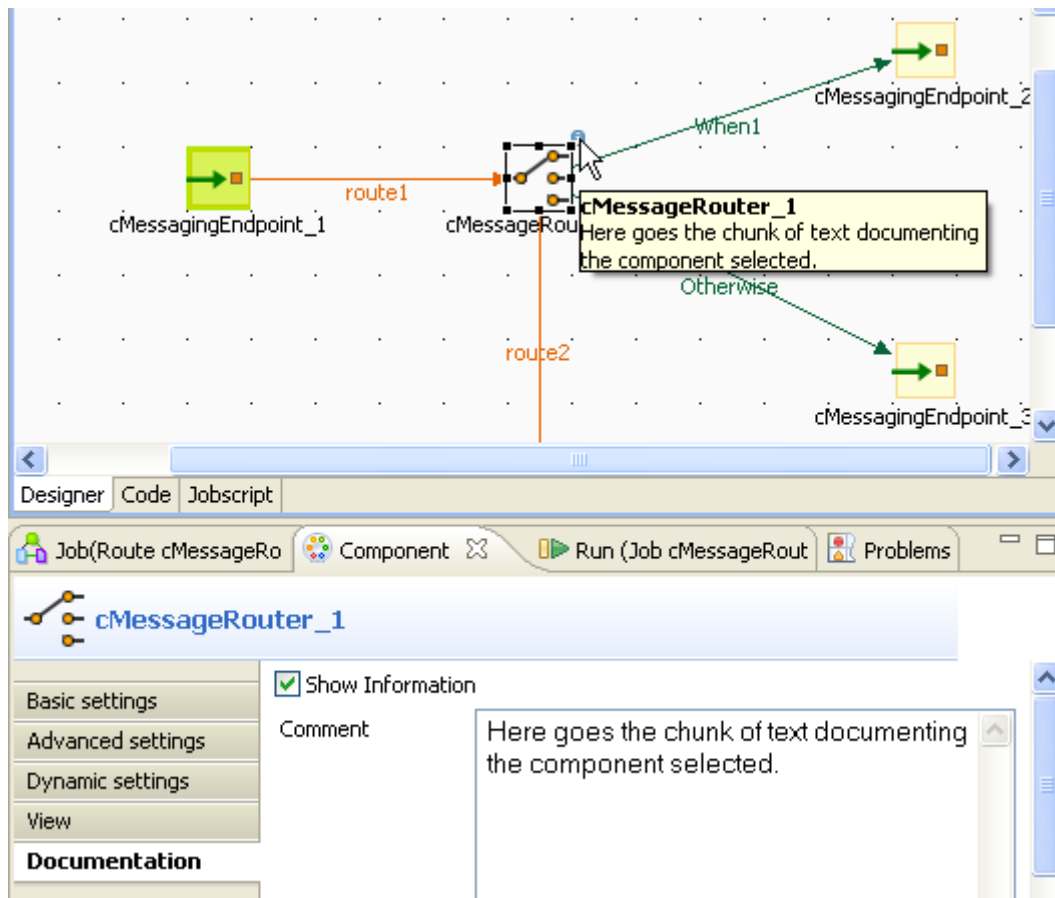 cMessagingEndpoint_2
When1
route1
cMessagingEndpoint_1
cMessageRou
cMessageRouter_1
Here goes the chunk of text documenting
the component selected.
Otherwise
route2
cMessagingEndpoint_3
Designer Code Jobscript
Job(Route cMessageRo Component Run (Job cMessageRout Problems
cMessageRouter_1
Show Information
Basic settings
Comment
Here goes the chunk of text documenting
the component selected.
Advanced settings
Dynamic settings
View
Documentation